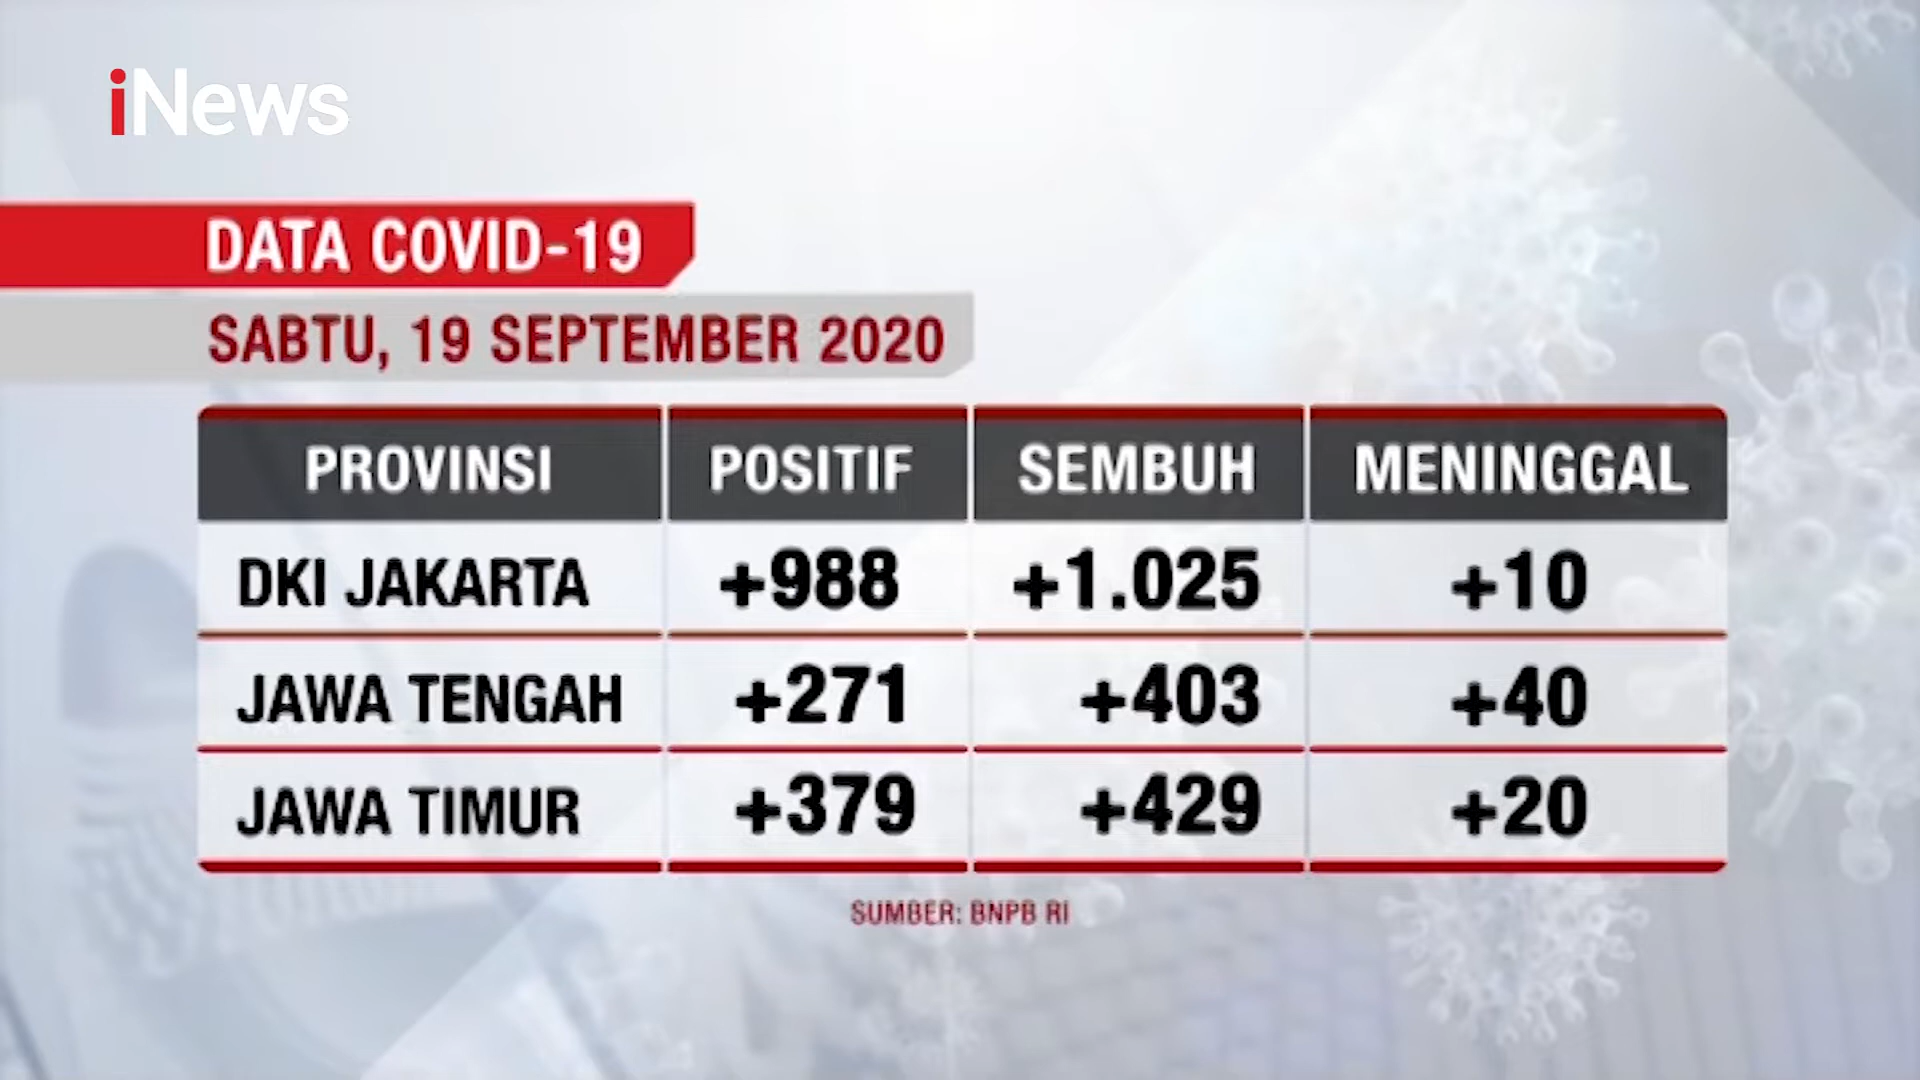 iNews
DATA COVID-19
SABTU, 19 SEPTEMBER 2020
PROVINSI POSITIF SEMBUH MENINGGAL
DKI JAKARTA +988 +1.025 +10
JAWA TENGAH +271 +403 +40
JAWA TIMUR +379 +429 +20
SUMBER: BNPB RI